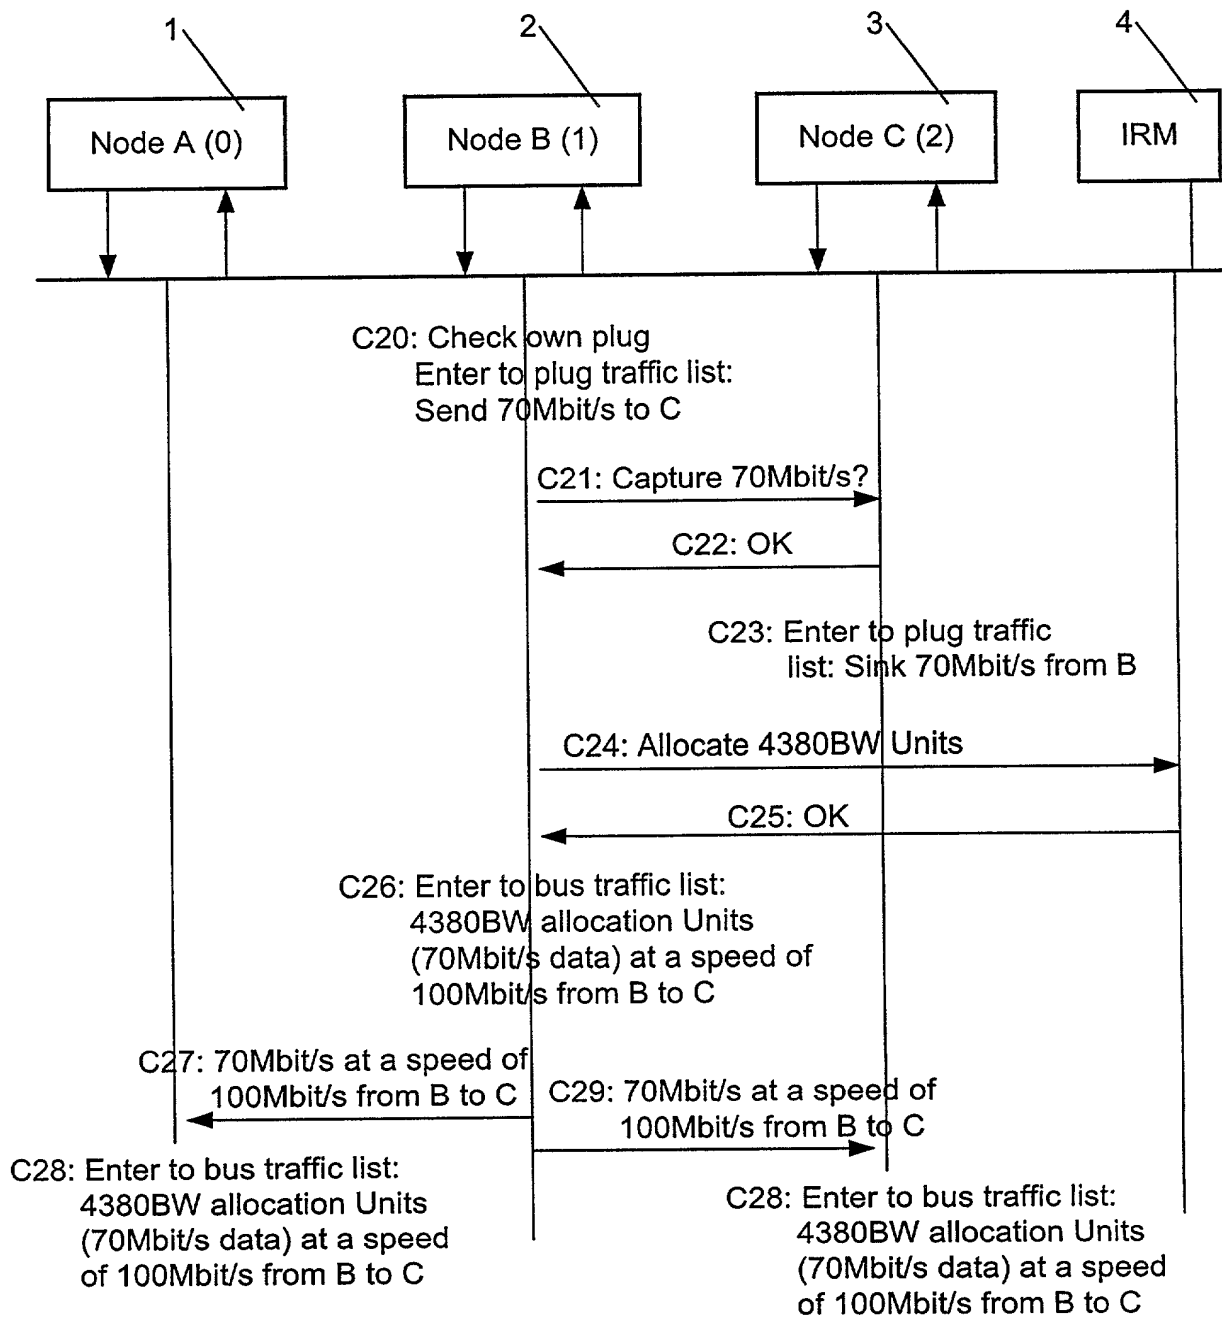 1
2
3
4
Node A (0)
Node B (1)
Node C (2)
IRM
C20: Check own plug
Enter to plug traffic list:
Send 70Mbit/s to C
C21: Capture 70Mbit/s?
C22: OK
C23: Enter to plug traffic
list: Sink 70Mbit/s from B
C24: Allocate 4380BW Units
C25: OK
C26: Enter to bus traffic list:
4380BW allocation Units
(70Mbit/s data) at a speed of
100Mbit/s from B to C
C27: 70Mbit/s at a speed of
100Mbit/s from B to C
C29: 70Mbit/s at a speed of
100Mbit/s from B to C
C28: Enter to bus traffic list:
4380BW allocation Units
(70Mbit/s data) at a speed
of 100Mbit/s from B to C
C28: Enter to bus traffic list:
4380BW allocation Units
(70Mbit/s data) at a speed
of 100Mbit/s from B to C